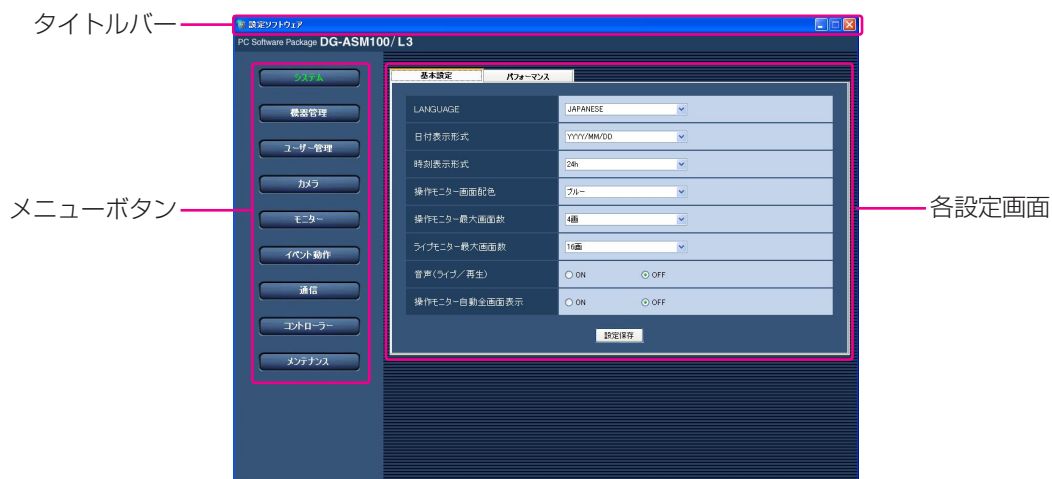 タイトルバー
設定ソフトウェア
PC Software Package DG-ASM100/L3
メニューボタン
システム
機器管理
ユーザー管理
カメラ
モニター
イベント動作
通信
コントローラー
メンテナンス
基本設定 パフォーマンス
LANGUAGE JAPANESE
日付表示形式 YYYY/MM/DD
時刻表示形式 24h
操作モニター画面配色 ブルー
操作モニター最大画面数 4画
ライブモニター最大画面数 16画
音声(ライブ/再生) ON OFF
操作モニター自動全画面表示 ON OFF
設定保存
各設定画面